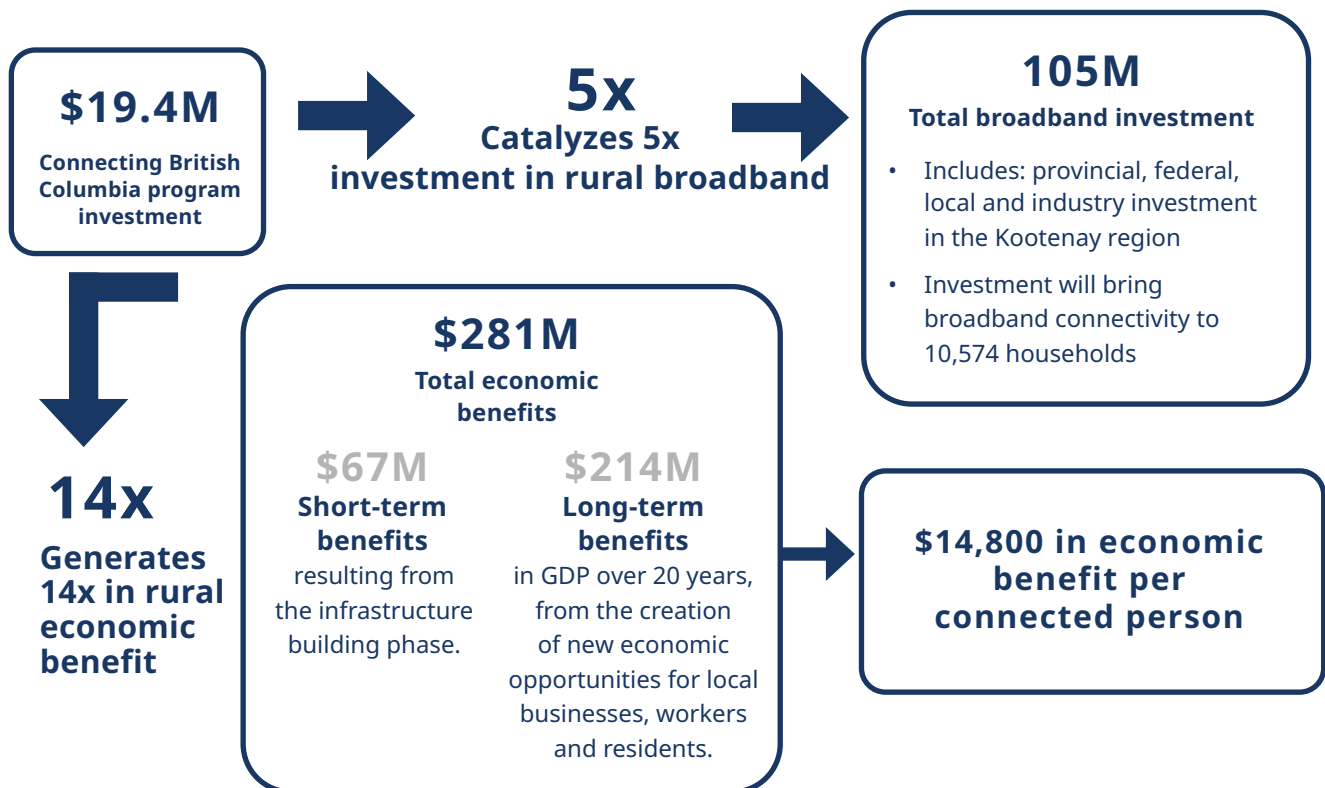 $19.4M
Connecting British
Columbia program
investment
5x
Catalyzes 5x
investment in rural broadband
105M
Total broadband investment
• Includes: provincial, federal,
local and industry investment
in the Kootenay region
• Investment will bring
broadband connectivity to
10,574 households
14x
Generates
14x in rural
economic
benefit
$281M
Total economic
benefits
$67M
Short-term
benefits
resulting from
the infrastructure
building phase.
$214M
Long-term
benefits
in GDP over 20 years,
from the creation
of new economic
opportunities for local
businesses, workers
and residents.
$14,800 in economic
benefit per
connected person